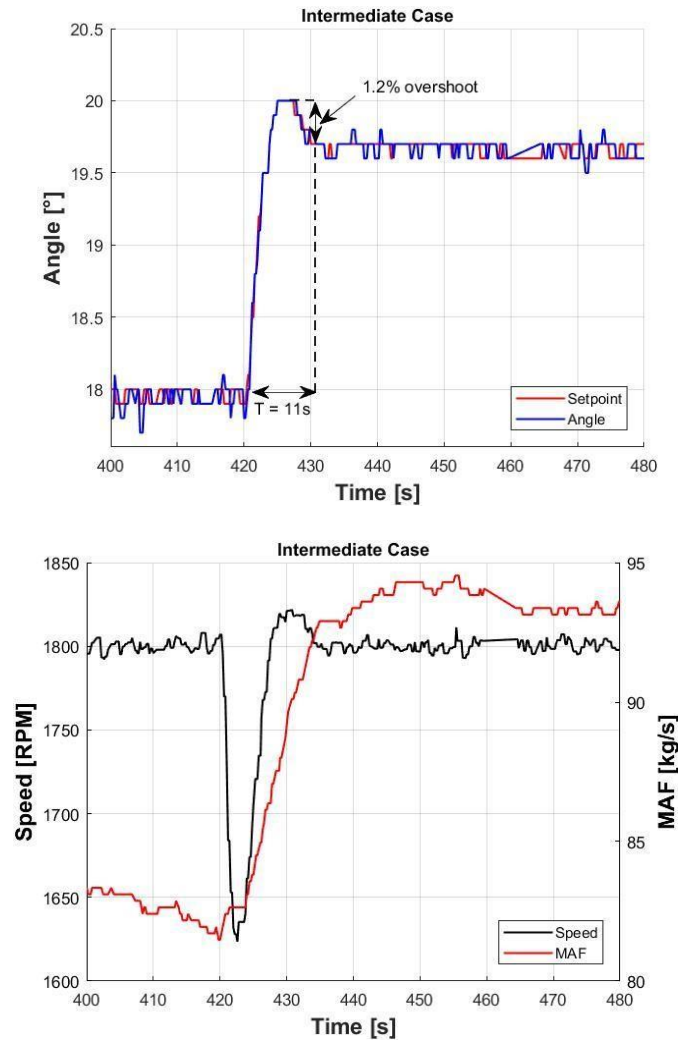 Intermediate Case
20.5
20
19.5
19
18.5
18
Angle [°]
1.2% overshoot
T = 11s
Setpoint
Angle
400 410 420 430 440 450 460 470 480
Time [s]
Intermediate Case
1850
1800
1750
1700
1650
1600
Speed [RPM]
95
90
85
80
MAF [kg/s]
Speed
MAF
400 410 420 430 440 450 460 470 480
Time [s]